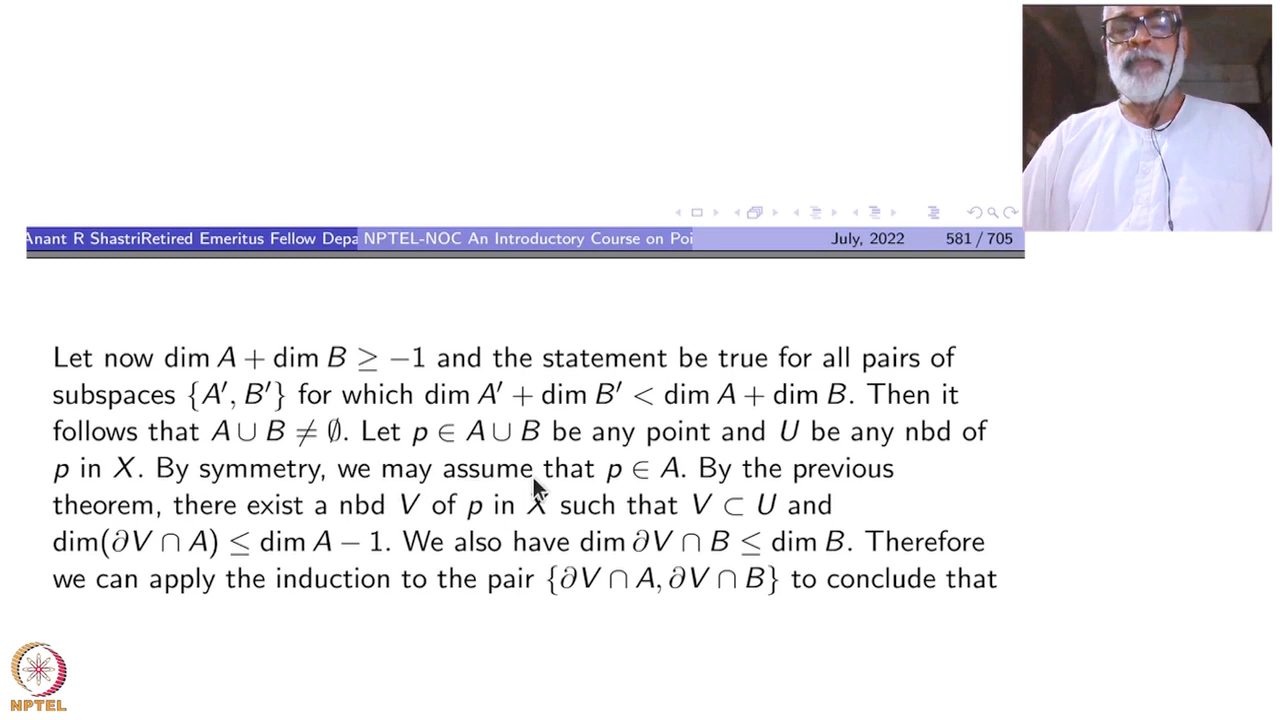 Anant R ShastriRetired Emeritus Fellow Depa NPTEL-NOC An Introductory Course on Poi July, 2022 581 / 705
Let now dim A + dim B ≥ −1 and the statement be true for all pairs of
subspaces {A′, B′} for which dim A′ + dim B′ < dim A + dim B. Then it
follows that A ∪ B ≠ ∅. Let p ∈ A ∪ B be any point and U be any nbd of
p in X. By symmetry, we may assume that p ∈ A. By the previous
theorem, there exist a nbd V of p in X such that V ⊂ U and
dim(∂V ∩ A) ≤ dim A − 1. We also have dim ∂V ∩ B ≤ dim B. Therefore
we can apply the induction to the pair {∂V ∩ A, ∂V ∩ B} to conclude that
NPTEL